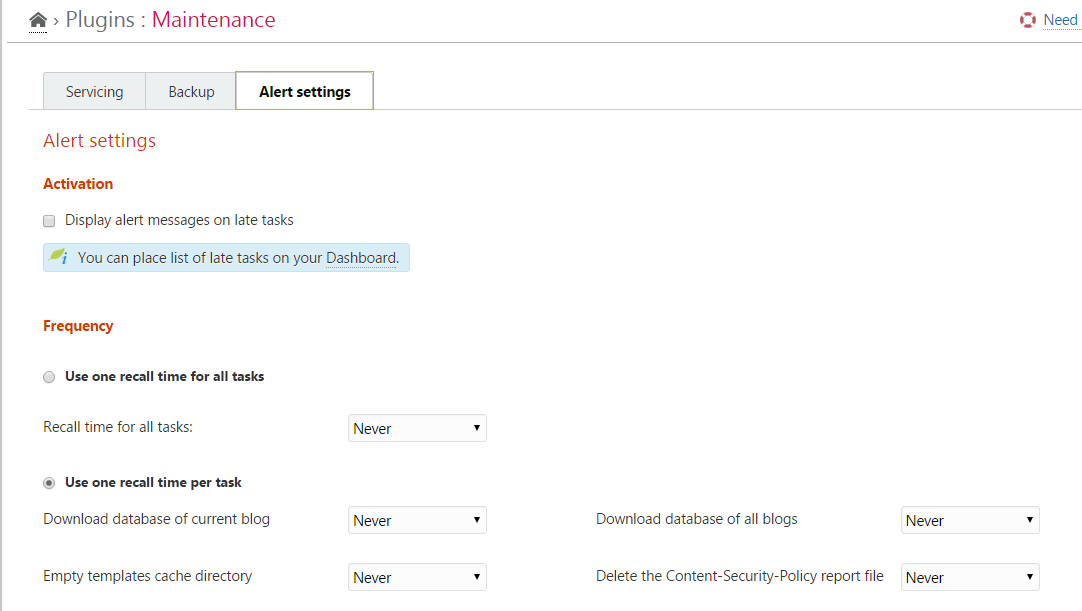 › Plugins : Maintenance
Need
Servicing Backup Alert settings
Alert settings
Activation
Display alert messages on late tasks
You can place list of late tasks on your Dashboard.
Frequency
Use one recall time for all tasks
Recall time for all tasks: Never
Use one recall time per task
Download database of current blog Never Download database of all blogs Never
Empty templates cache directory Never Delete the Content-Security-Policy report file Never